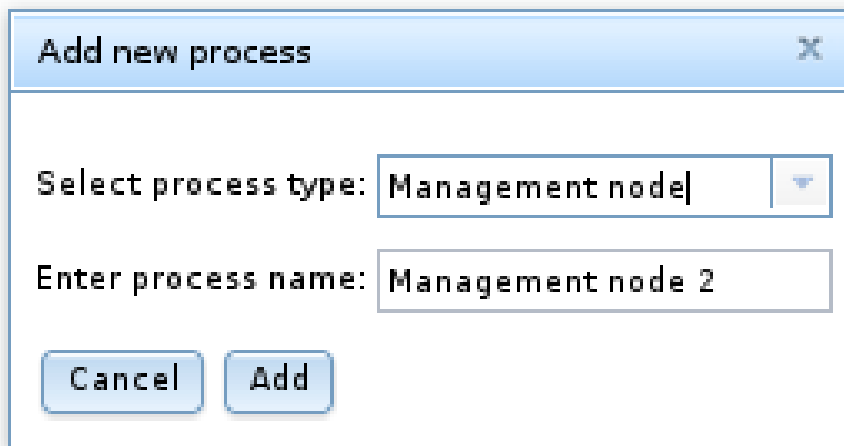 Add new process
Select process type: Management node
Enter process name: Management node 2
Cancel Add